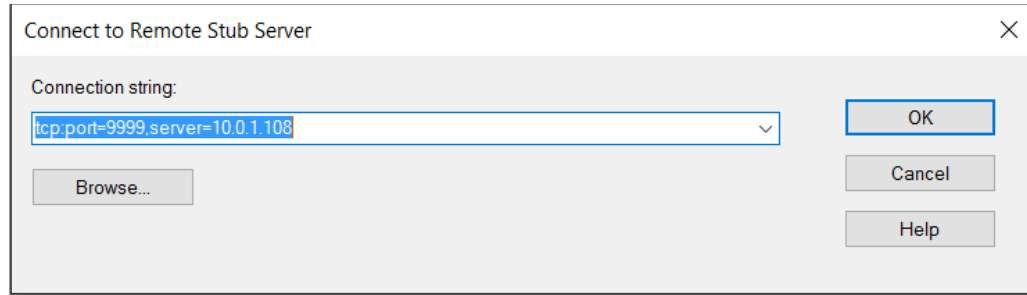 Connect to Remote Stub Server
Connection string:
tcp:port=9999,server=10.0.1.108
OK
Browse...
Cancel
Help